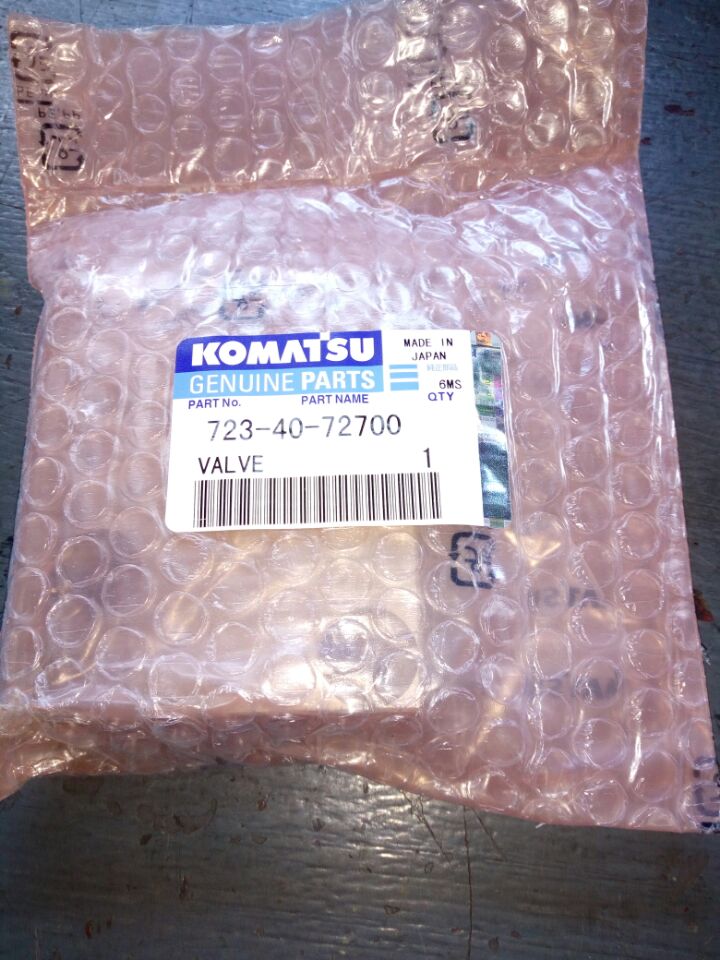 KOMATSU
GENUINE PARTS
MADE IN
JAPAN
6MS
PART No.
PART NAME
QTY
723-40-72700
VALVE
1